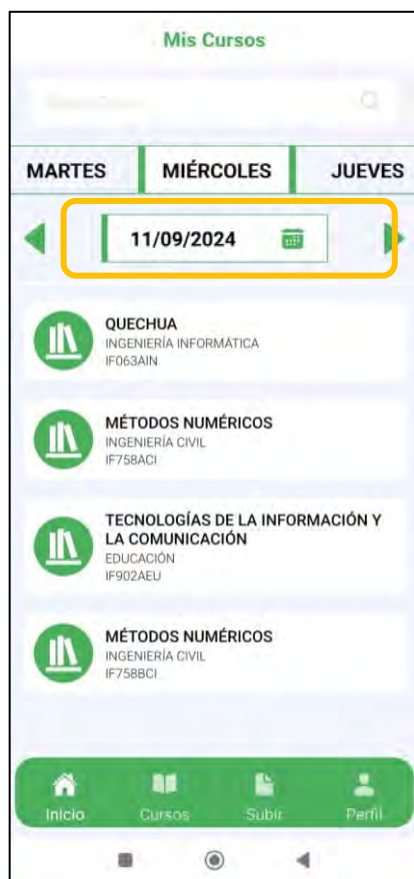 Mis Cursos
MARTES MIÉRCOLES JUEVES
11/09/2024
QUECHUA
INGENIERÍA INFORMÁTICA
IF063AIN
MÉTODOS NUMÉRICOS
INGENIERÍA CIVIL
IF758ACI
TECNOLOGÍAS DE LA INFORMACIÓN Y
LA COMUNICACIÓN
EDUCACIÓN
IF902AEU
MÉTODOS NUMÉRICOS
INGENIERÍA CIVIL
IF758BCI
Inicio Cursos Subir Perfil